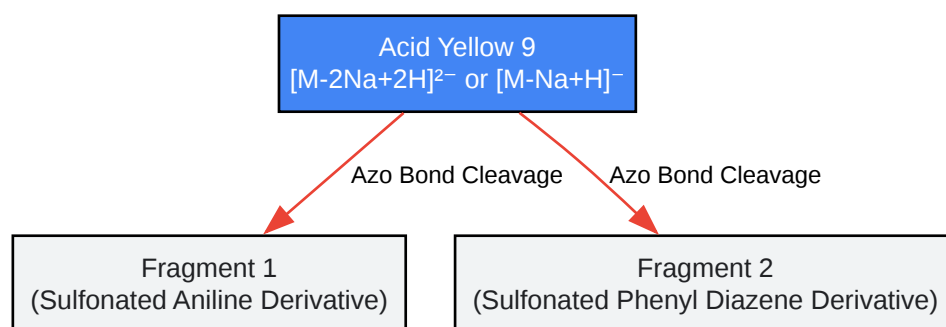 Acid Yellow 9
[M-2Na+2H]²⁻ or [M-Na+H]⁻
Azo Bond Cleavage
Azo Bond Cleavage
Fragment 1
(Sulfonated Aniline Derivative)
Fragment 2
(Sulfonated Phenyl Diazene Derivative)